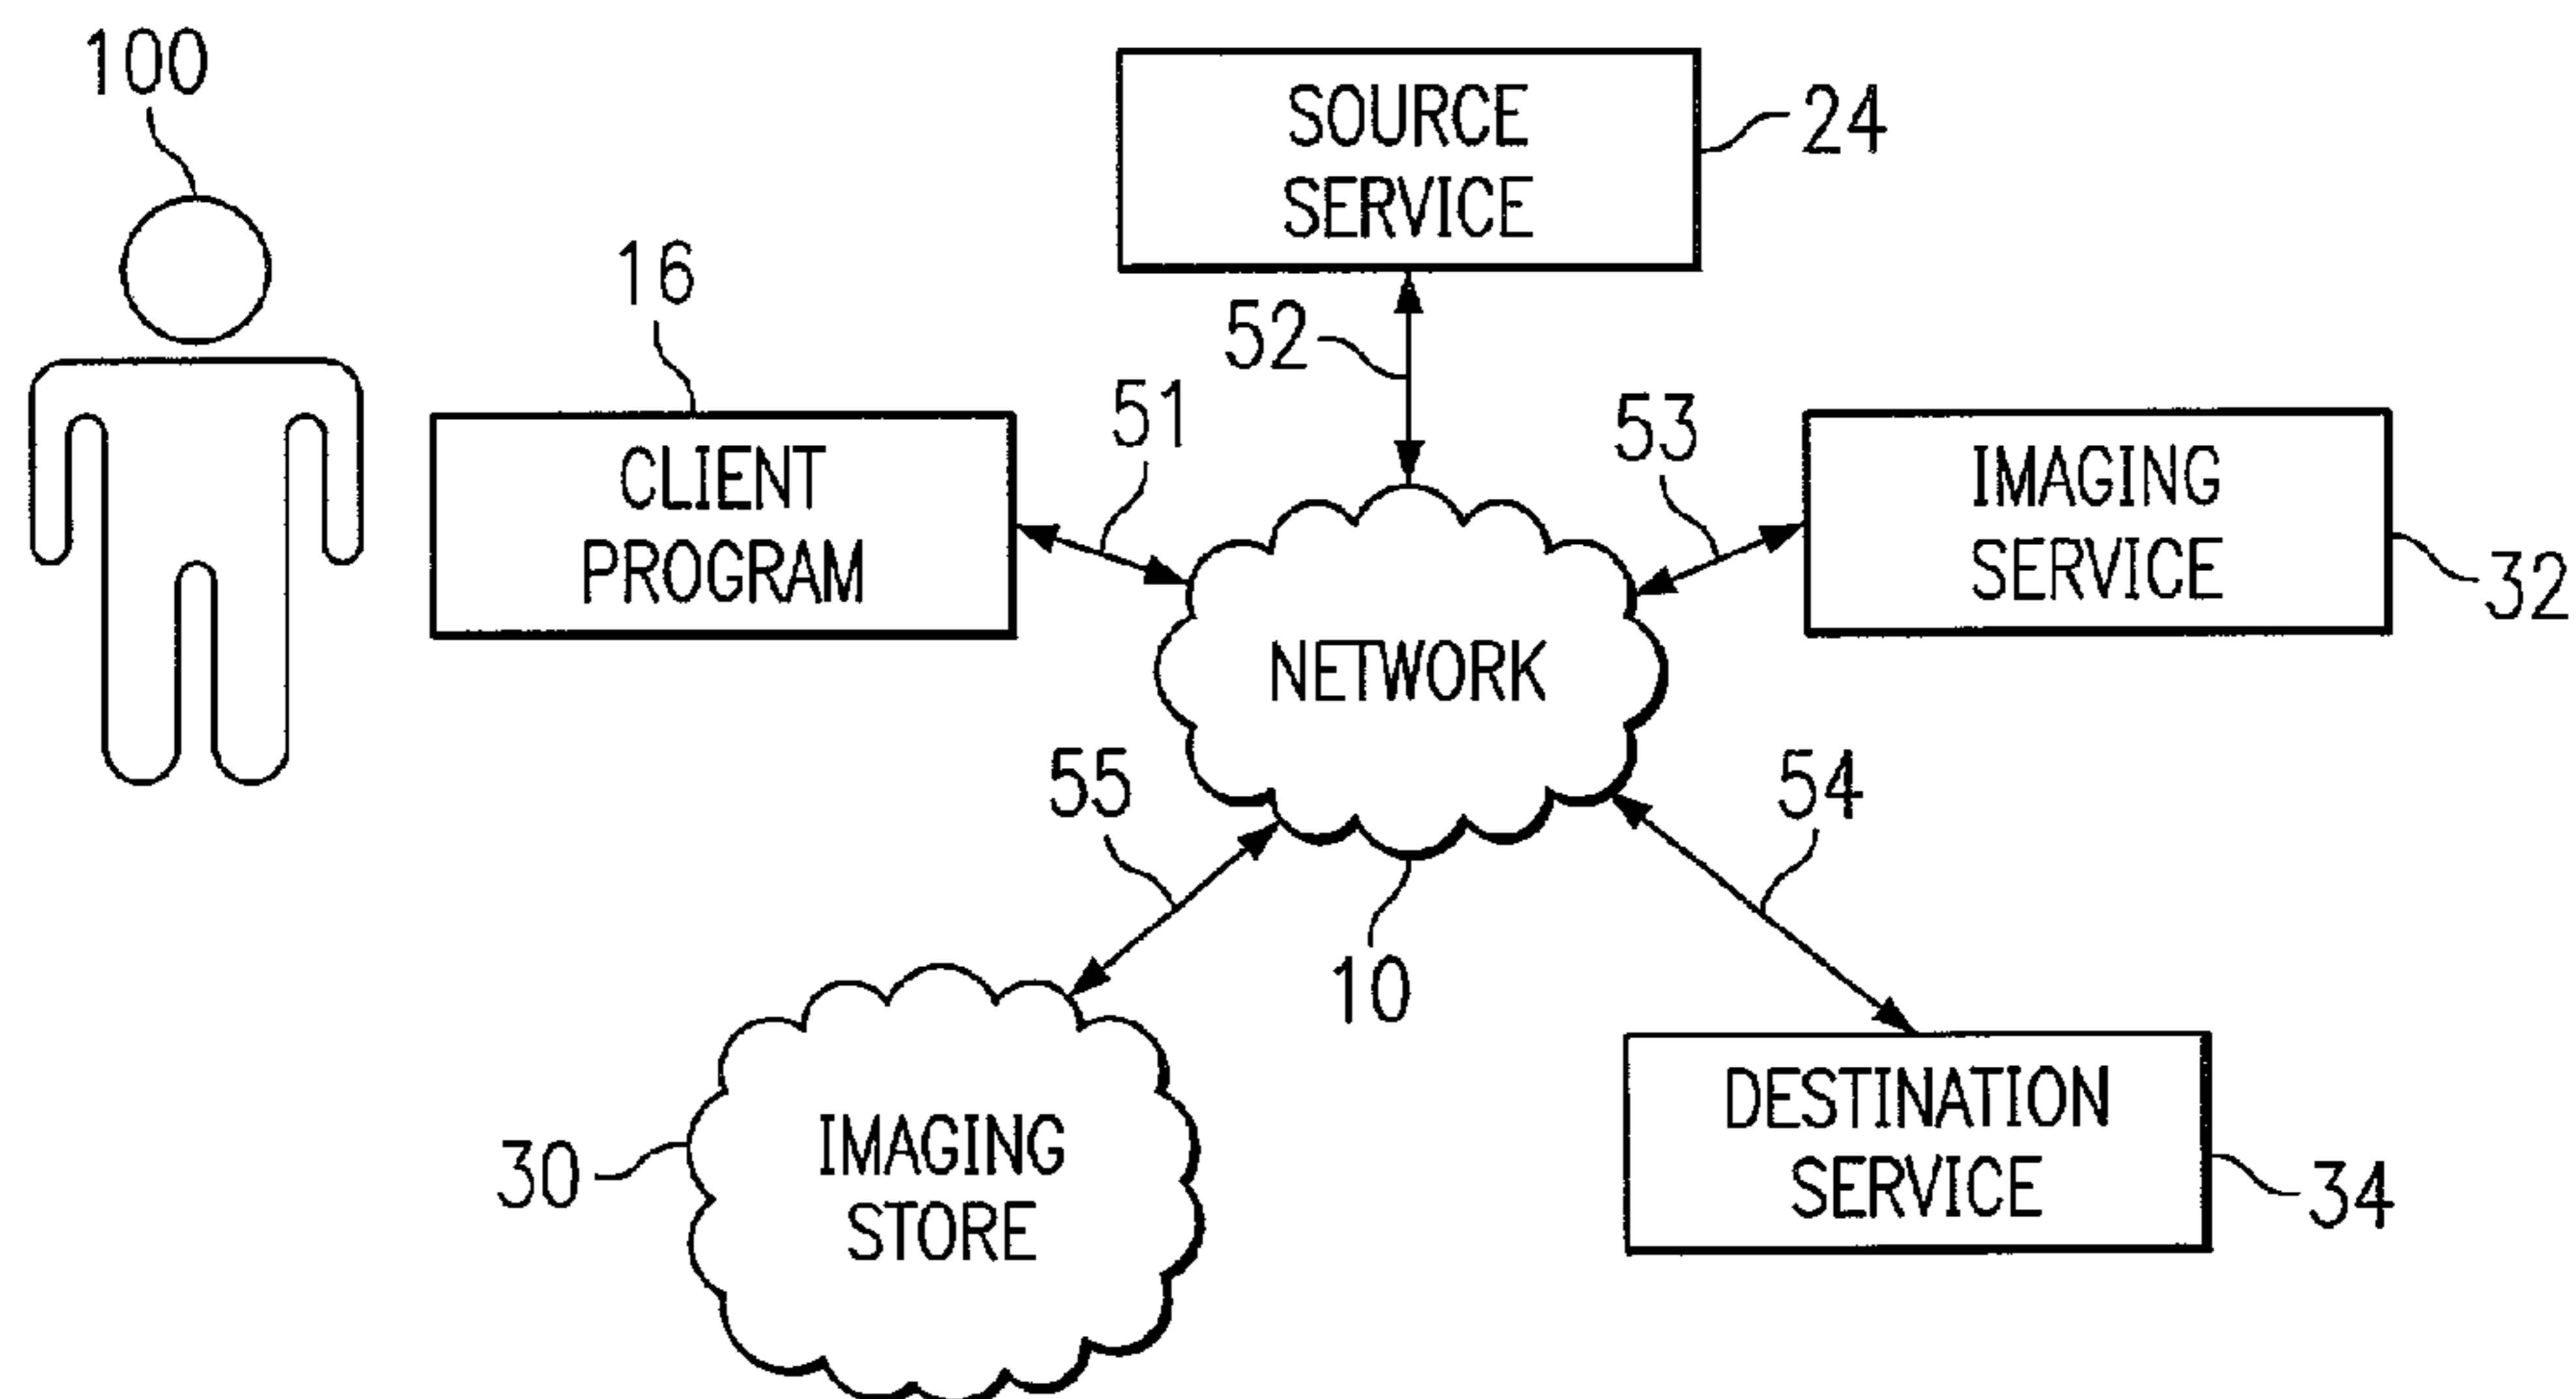 100
SOURCE
SERVICE
24
16
52
51
CLIENT
PROGRAM
53
IMAGING
SERVICE
32
NETWORK
55
54
10
30
IMAGING
STORE
DESTINATION
SERVICE
34